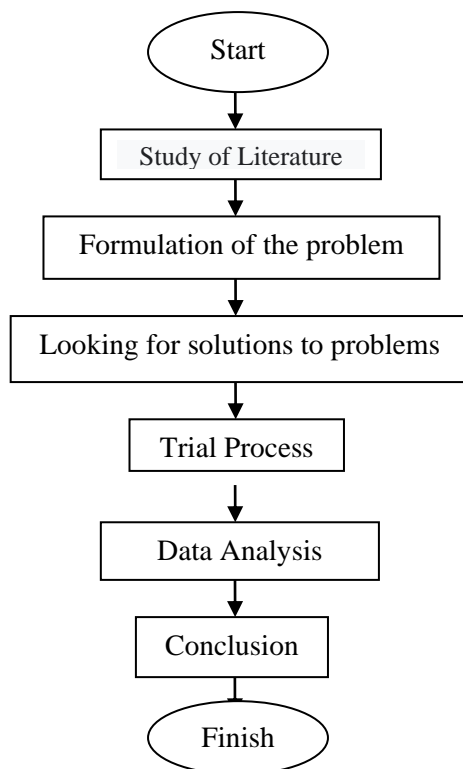 Start
Study of Literature
Formulation of the problem
Looking for solutions to problems
Trial Process
Data Analysis
Conclusion
Finish